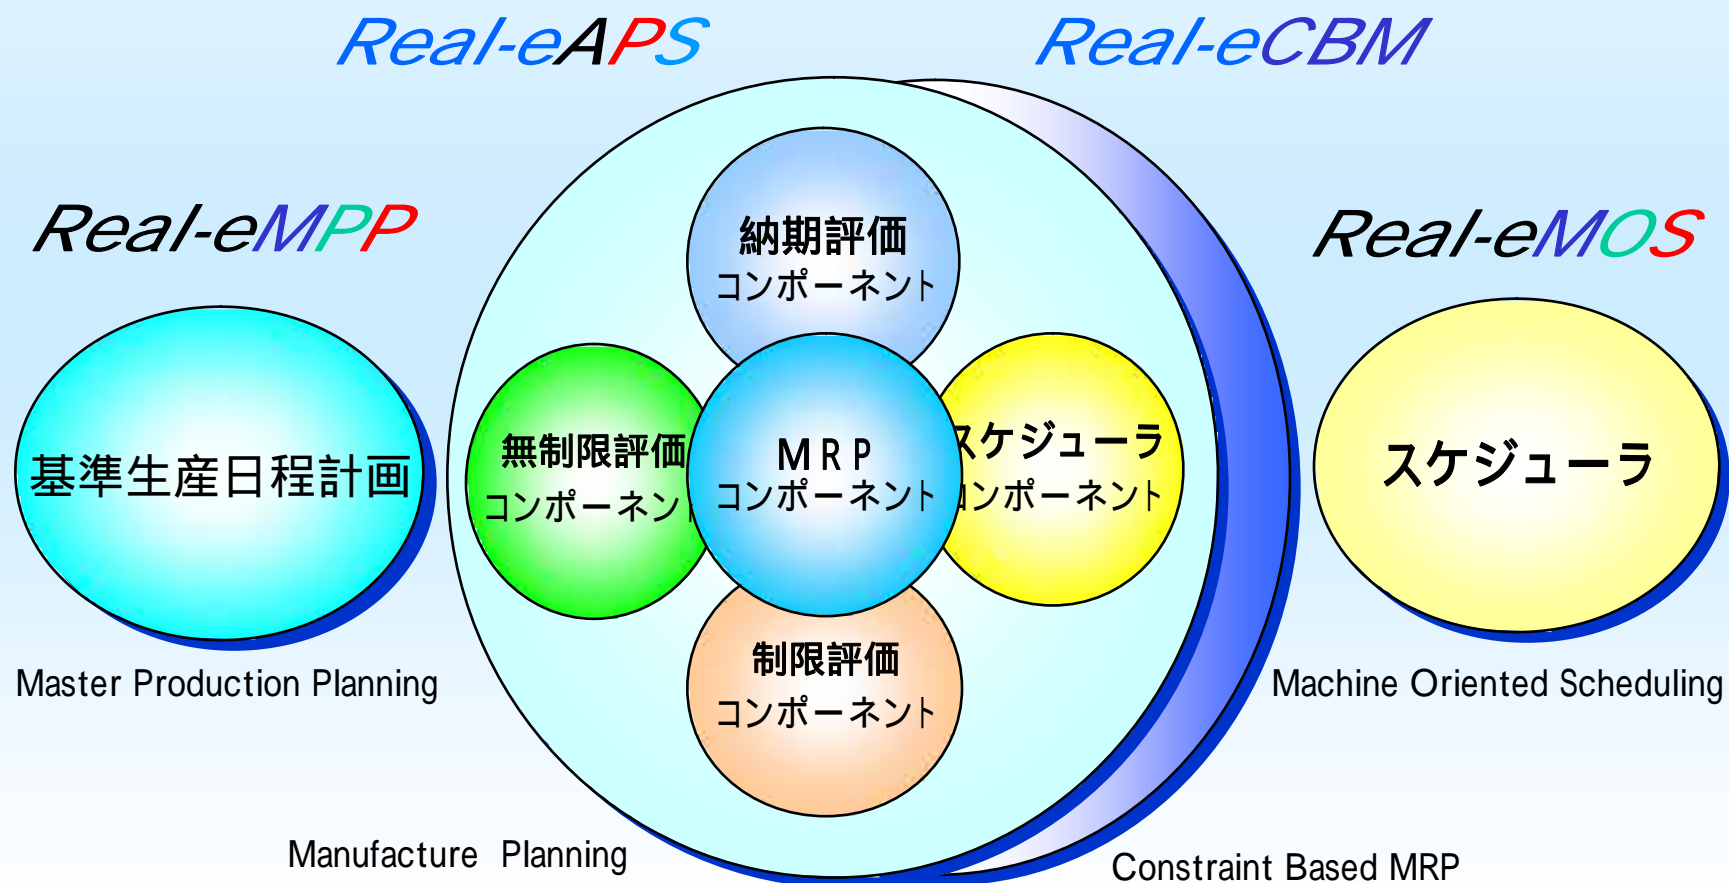 Real-eAPS
Real-eCBM
Real-eMPP
Real-eMOS
納期評価
コンポーネント
無制限評価
コンポーネント
ＭＲＰ
コンポーネント
スケジューラ
コンポーネント
制限評価
コンポーネント
基準生産日程計画
スケジューラ
Master Production Planning
Machine Oriented Scheduling
Manufacture Planning
Constraint Based MRP